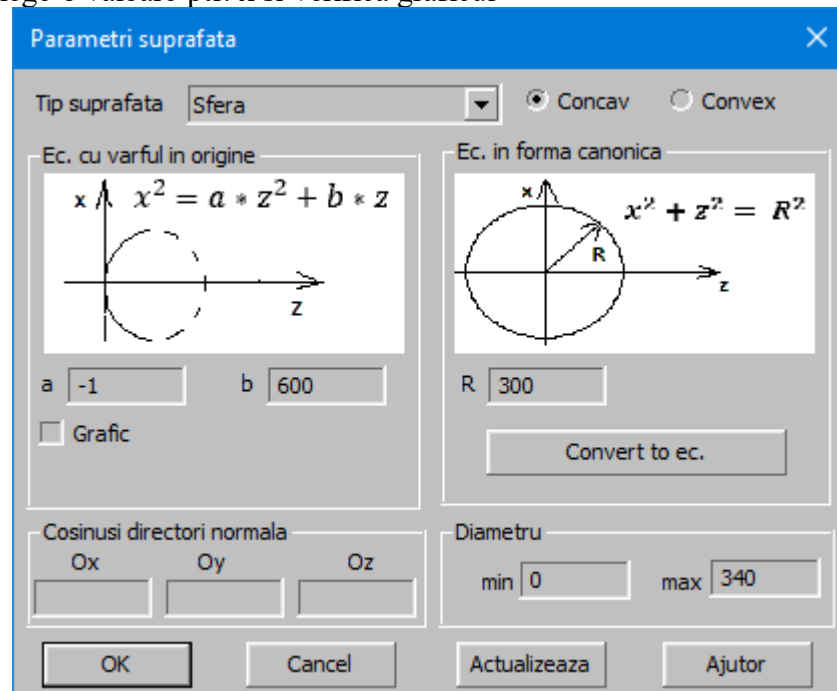 Parametri suprafata
Tip suprafata Sfera Concav Convex
Ec. cu varful in origine
x x² = a * z² + b * z
z
a -1 b 600
Grafic
Ec. in forma canonica
x x² + z² = R²
R
z
R 300
Convert to ec.
Cosinusi directori normala
Ox Oy Oz
Diametru
min 0 max 340
OK Cancel Actualizeaza Ajutor